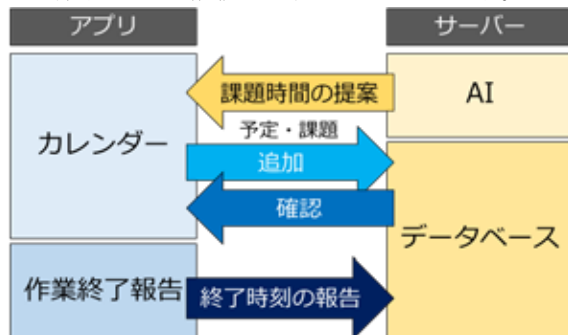 アプリ
サーバー
課題時間の提案
AI
カレンダー
予定・課題
追加
確認
データベース
作業終了報告
終了時刻の報告